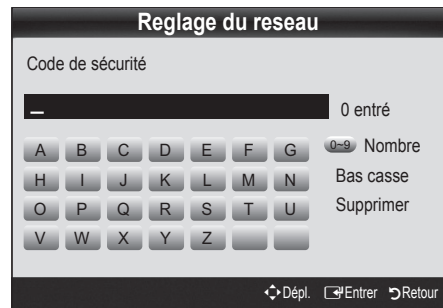 Reglage du reseau
Code de sécurité
_ 0 entré
A B C D E F G 0~9 Nombre
H I J K L M N Bas casse
O P Q R S T U Supprimer
V W X Y Z
Dépl. Entrer Retour